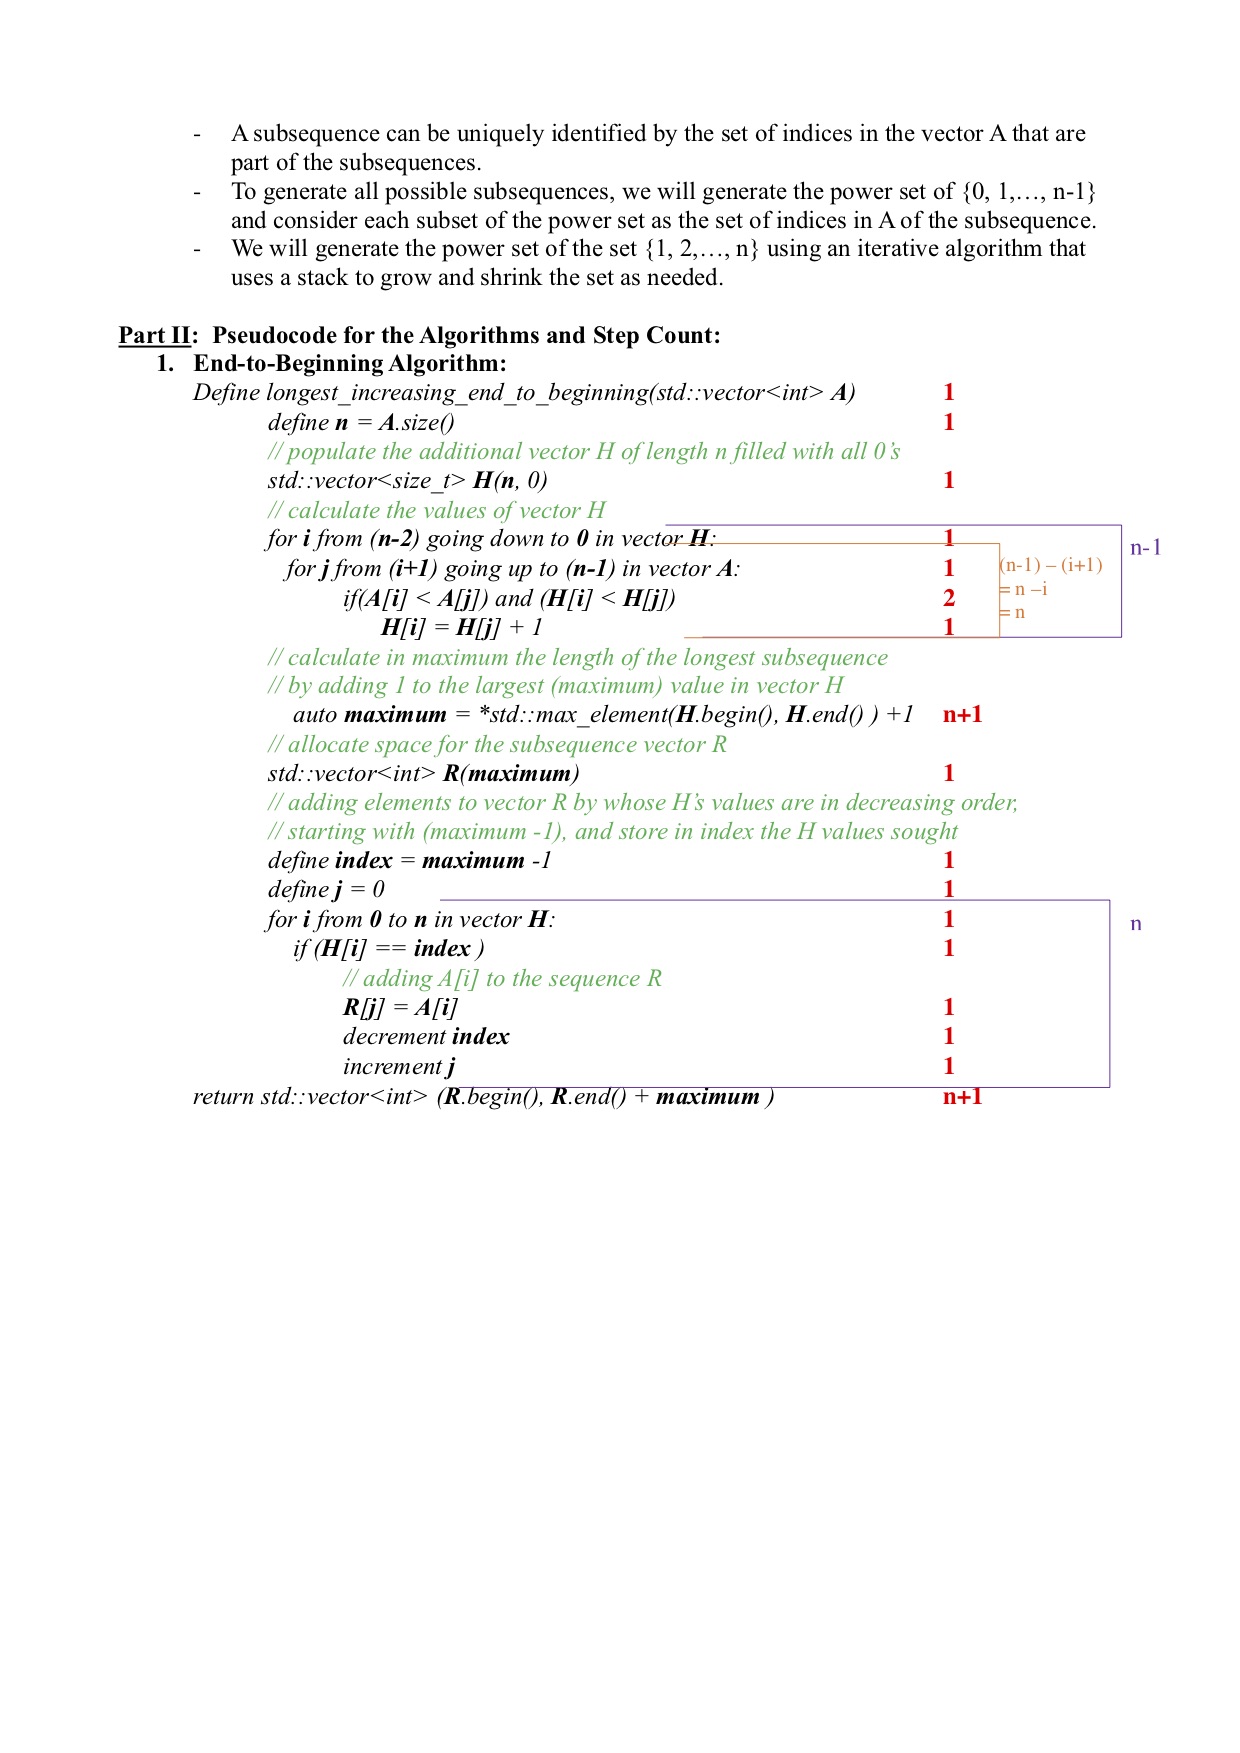 - A subsequence can be uniquely identified by the set of indices in the vector A that are
part of the subsequences.
- To generate all possible subsequences, we will generate the power set of {0, 1,…, n-1}
and consider each subset of the power set as the set of indices in A of the subsequence.
- We will generate the power set of the set {1, 2,…, n} using an iterative algorithm that
uses a stack to grow and shrink the set as needed.
Part II: Pseudocode for the Algorithms and Step Count:
1. End-to-Beginning Algorithm:
Define longest_increasing_end_to_beginning(std::vector<int> A) 1
define n = A.size() 1
// populate the additional vector H of length n filled with all 0’s
std::vector<size_t> H(n, 0) 1
// calculate the values of vector H
for i from (n-2) going down to 0 in vector H: 1 n-1
for j from (i+1) going up to (n-1) in vector A: 1 (n-1) – (i+1)
if(A[i] < A[j]) and (H[i] < H[j]) 2 = n –i
H[i] = H[j] + 1 1 = n
// calculate in maximum the length of the longest subsequence
// by adding 1 to the largest (maximum) value in vector H
auto maximum = *std::max_element(H.begin(), H.end() ) +1 n+1
// allocate space for the subsequence vector R
std::vector<int> R(maximum) 1
// adding elements to vector R by whose H’s values are in decreasing order,
// starting with (maximum -1), and store in index the H values sought
define index = maximum -1 1
define j = 0 1
for i from 0 to n in vector H: 1 n
if (H[i] == index ) 1
// adding A[i] to the sequence R
R[j] = A[i] 1
decrement index 1
increment j 1
return std::vector<int> (R.begin(), R.end() + maximum ) n+1